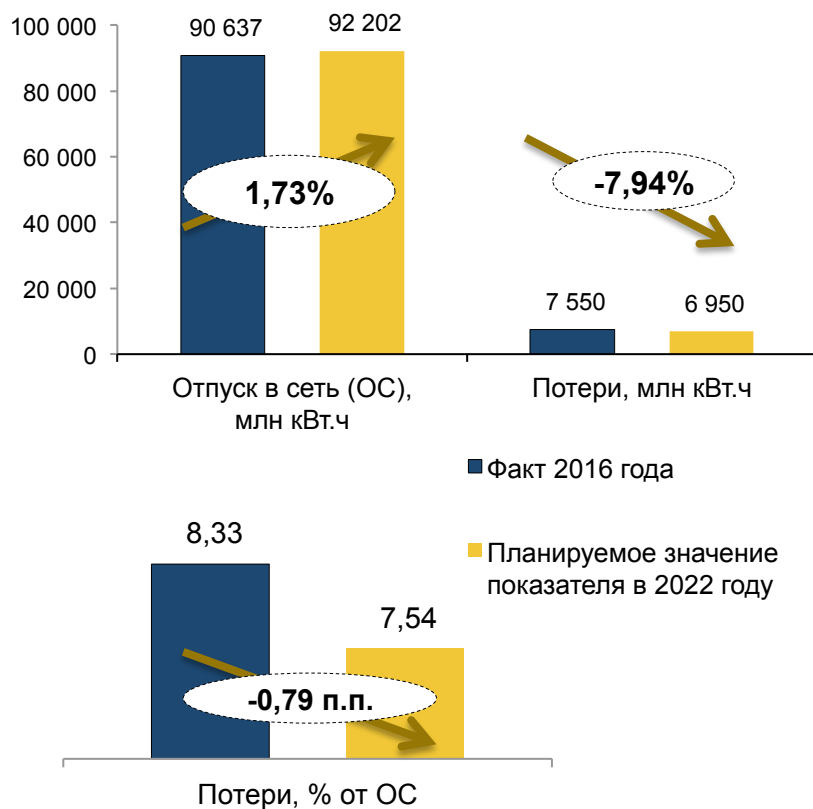 100 000
80 000
60 000
40 000
20 000
0
90 637
92 202
1,73%
-7,94%
7 550
6 950
Отпуск в сеть (ОС),
млн кВт.ч
Потери, млн кВт.ч
Факт 2016 года
Планируемое значение
показателя в 2022 году
8,33
7,54
-0,79 п.п.
Потери, % от ОС